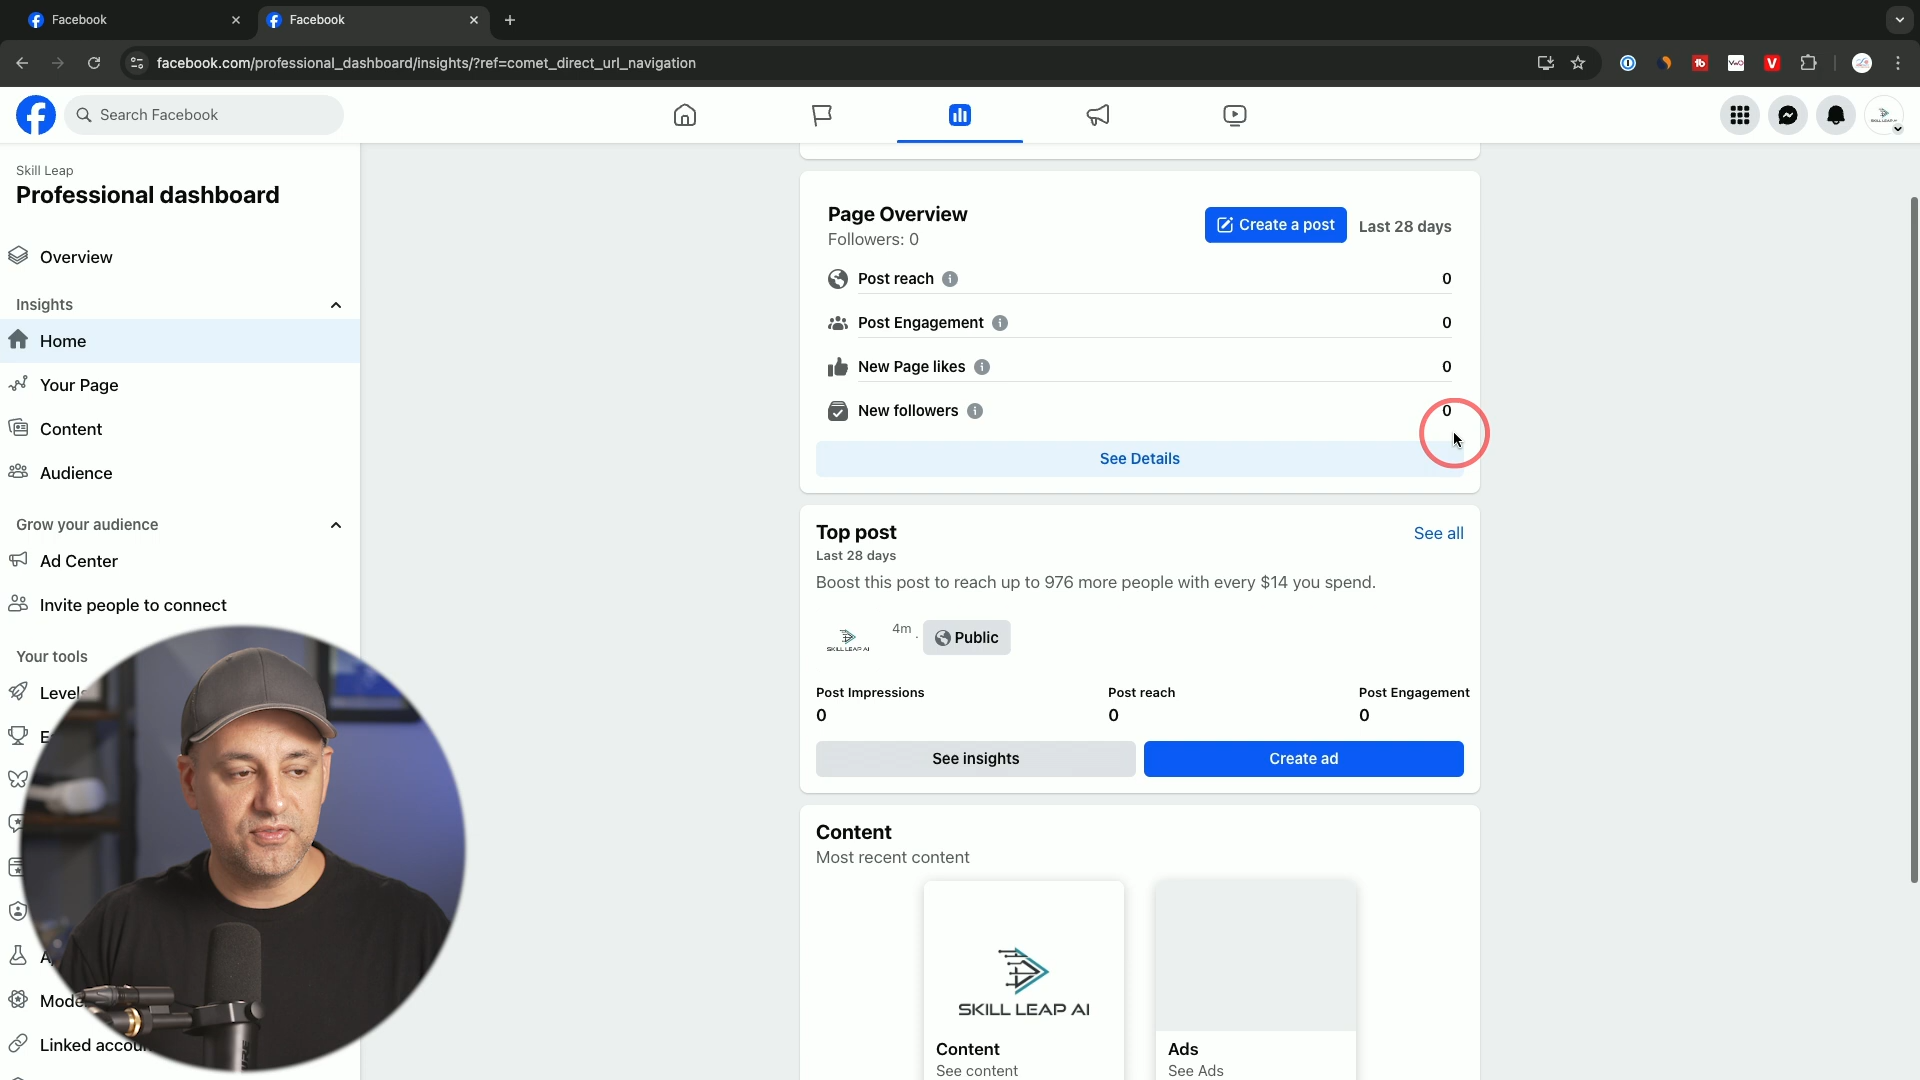 Facebook
Facebook
facebook.com/professional_dashboard/insights/?ref=comet_direct_url_navigation
Search Facebook
Skill Leap
Professional dashboard
Overview
Insights
Home
Your Page
Content
Audience
Grow your audience
Ad Center
Invite people to connect
Your tools
Page Overview
Followers: 0
Create a post
Last 28 days
Post reach
0
Post Engagement
0
New Page likes
0
New followers
0
See Details
Top post
See all
Last 28 days
Boost this post to reach up to 976 more people with every $14 you spend.
SKILL LEAP AI
4m
Public
Post Impressions
Post reach
Post Engagement
0
0
0
See insights
Create ad
Content
Most recent content
SKILL LEAP AI
Content
See content
Ads
See Ads
Linked